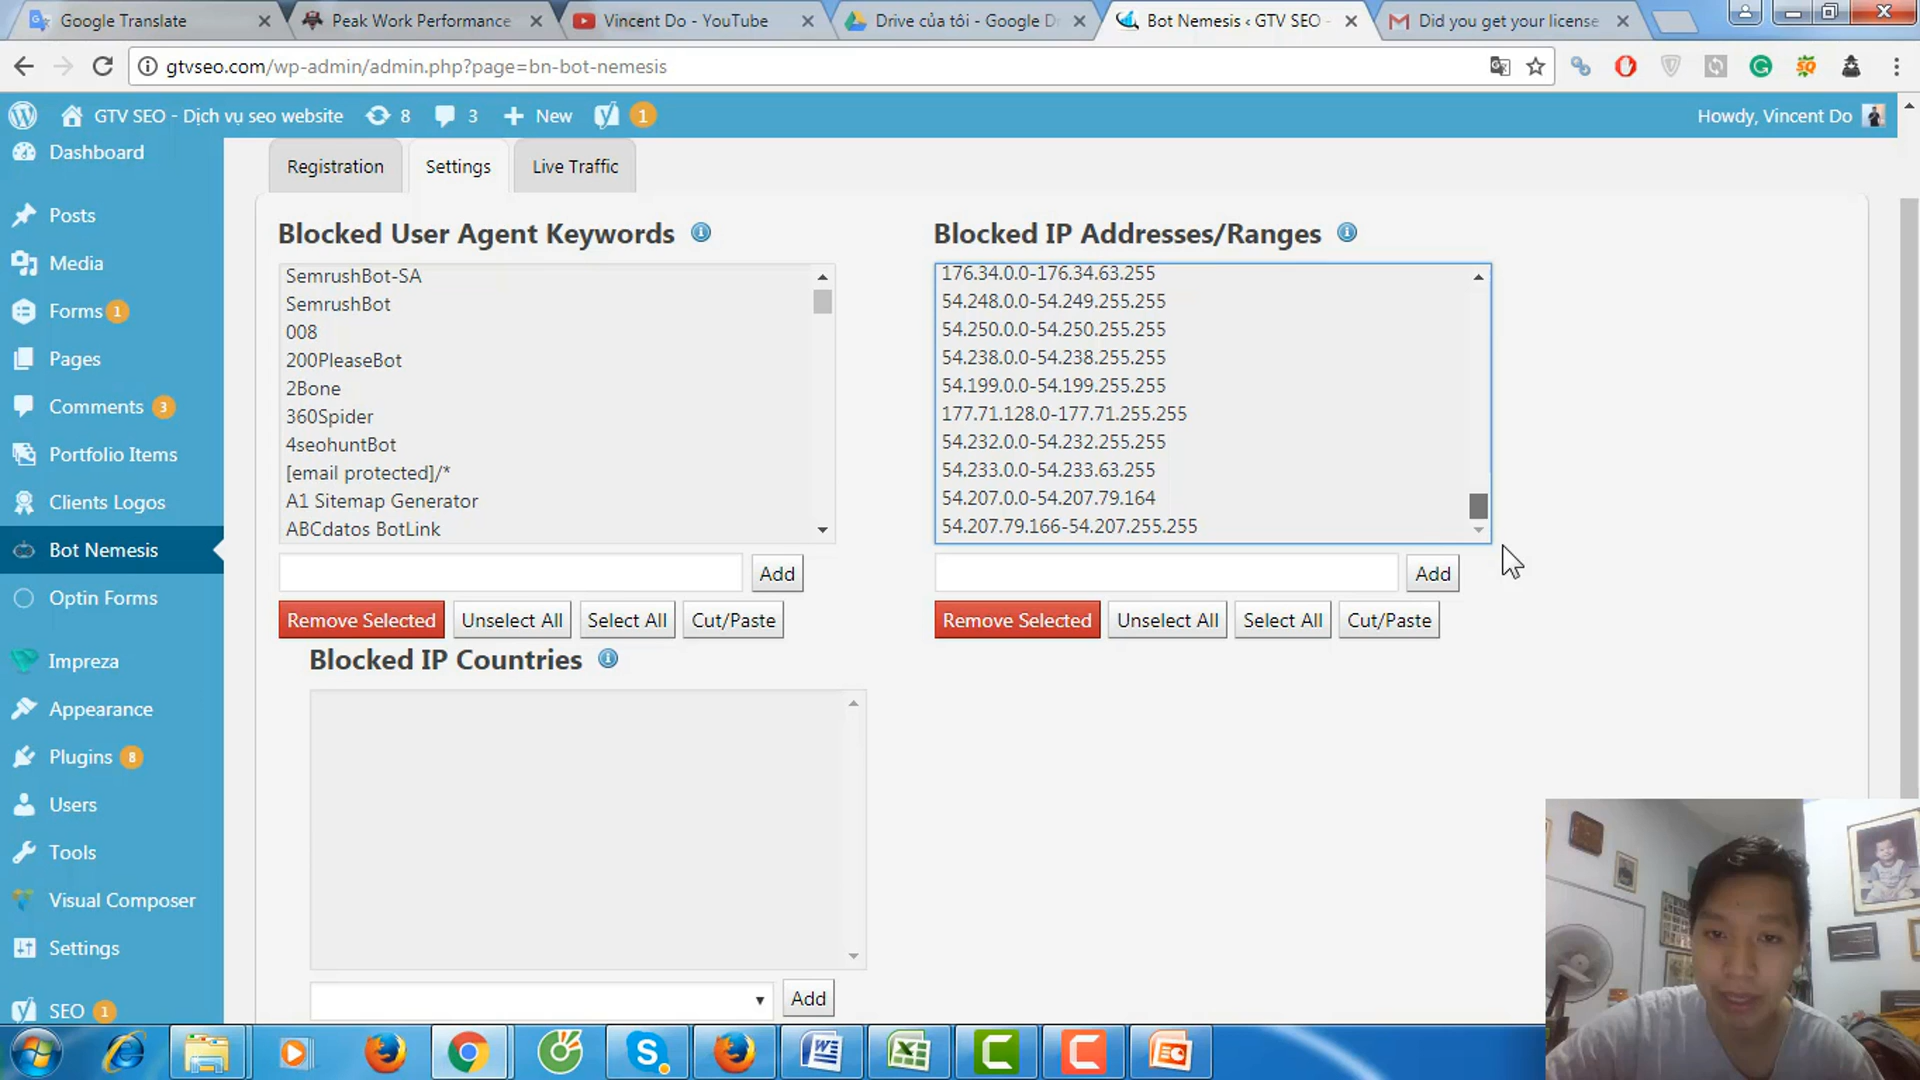 Google Translate
Peak Work Performance
Vincent Do - YouTube
Drive của tôi - Google Dr
Bot Nemesis ‹ GTV SEO -
Did you get your license
gtvseo.com/wp-admin/admin.php?page=bn-bot-nemesis
GTV SEO - Dịch vụ seo website
8
3
New
1
Howdy, Vincent Do
Dashboard
Posts
Media
Forms 1
Pages
Comments 3
Portfolio Items
Clients Logos
Bot Nemesis
Optin Forms
Impreza
Appearance
Plugins 8
Users
Tools
Visual Composer
Settings
SEO 1
Registration
Settings
Live Traffic
Blocked User Agent Keywords
SemrushBot-SA
SemrushBot
008
200PleaseBot
2Bone
360Spider
4seohuntBot
[email protected]/*
A1 Sitemap Generator
ABCdatos BotLink
Add
Remove Selected
Unselect All
Select All
Cut/Paste
Blocked IP Addresses/Ranges
176.34.0.0-176.34.63.255
54.248.0.0-54.249.255.255
54.250.0.0-54.250.255.255
54.238.0.0-54.238.255.255
54.199.0.0-54.199.255.255
177.71.128.0-177.71.255.255
54.232.0.0-54.232.255.255
54.233.0.0-54.233.63.255
54.207.0.0-54.207.79.164
54.207.79.166-54.207.255.255
Add
Remove Selected
Unselect All
Select All
Cut/Paste
Blocked IP Countries
Add